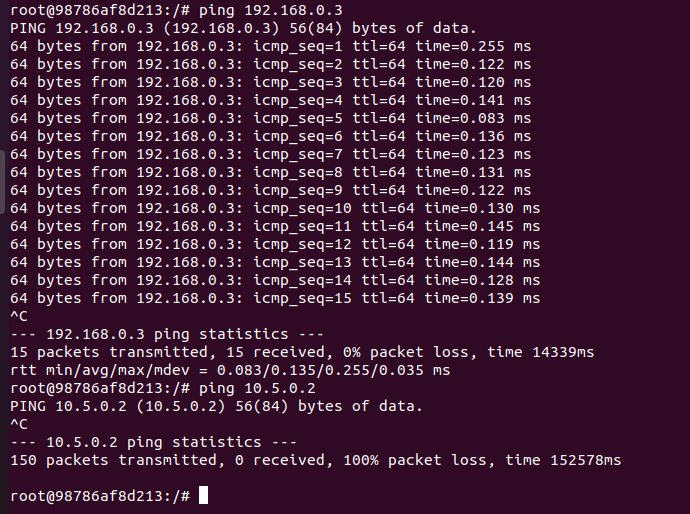 root@98786af8d213:/# ping 192.168.0.3
PING 192.168.0.3 (192.168.0.3) 56(84) bytes of data.
64 bytes from 192.168.0.3: icmp_seq=1 ttl=64 time=0.255 ms
64 bytes from 192.168.0.3: icmp_seq=2 ttl=64 time=0.122 ms
64 bytes from 192.168.0.3: icmp_seq=3 ttl=64 time=0.120 ms
64 bytes from 192.168.0.3: icmp_seq=4 ttl=64 time=0.141 ms
64 bytes from 192.168.0.3: icmp_seq=5 ttl=64 time=0.083 ms
64 bytes from 192.168.0.3: icmp_seq=6 ttl=64 time=0.136 ms
64 bytes from 192.168.0.3: icmp_seq=7 ttl=64 time=0.123 ms
64 bytes from 192.168.0.3: icmp_seq=8 ttl=64 time=0.131 ms
64 bytes from 192.168.0.3: icmp_seq=9 ttl=64 time=0.122 ms
64 bytes from 192.168.0.3: icmp_seq=10 ttl=64 time=0.130 ms
64 bytes from 192.168.0.3: icmp_seq=11 ttl=64 time=0.145 ms
64 bytes from 192.168.0.3: icmp_seq=12 ttl=64 time=0.119 ms
64 bytes from 192.168.0.3: icmp_seq=13 ttl=64 time=0.144 ms
64 bytes from 192.168.0.3: icmp_seq=14 ttl=64 time=0.128 ms
64 bytes from 192.168.0.3: icmp_seq=15 ttl=64 time=0.139 ms
^C
--- 192.168.0.3 ping statistics ---
15 packets transmitted, 15 received, 0% packet loss, time 14339ms
rtt min/avg/max/mdev = 0.083/0.135/0.255/0.035 ms
root@98786af8d213:/# ping 10.5.0.2
PING 10.5.0.2 (10.5.0.2) 56(84) bytes of data.
^C
--- 10.5.0.2 ping statistics ---
150 packets transmitted, 0 received, 100% packet loss, time 152578ms
root@98786af8d213:/#